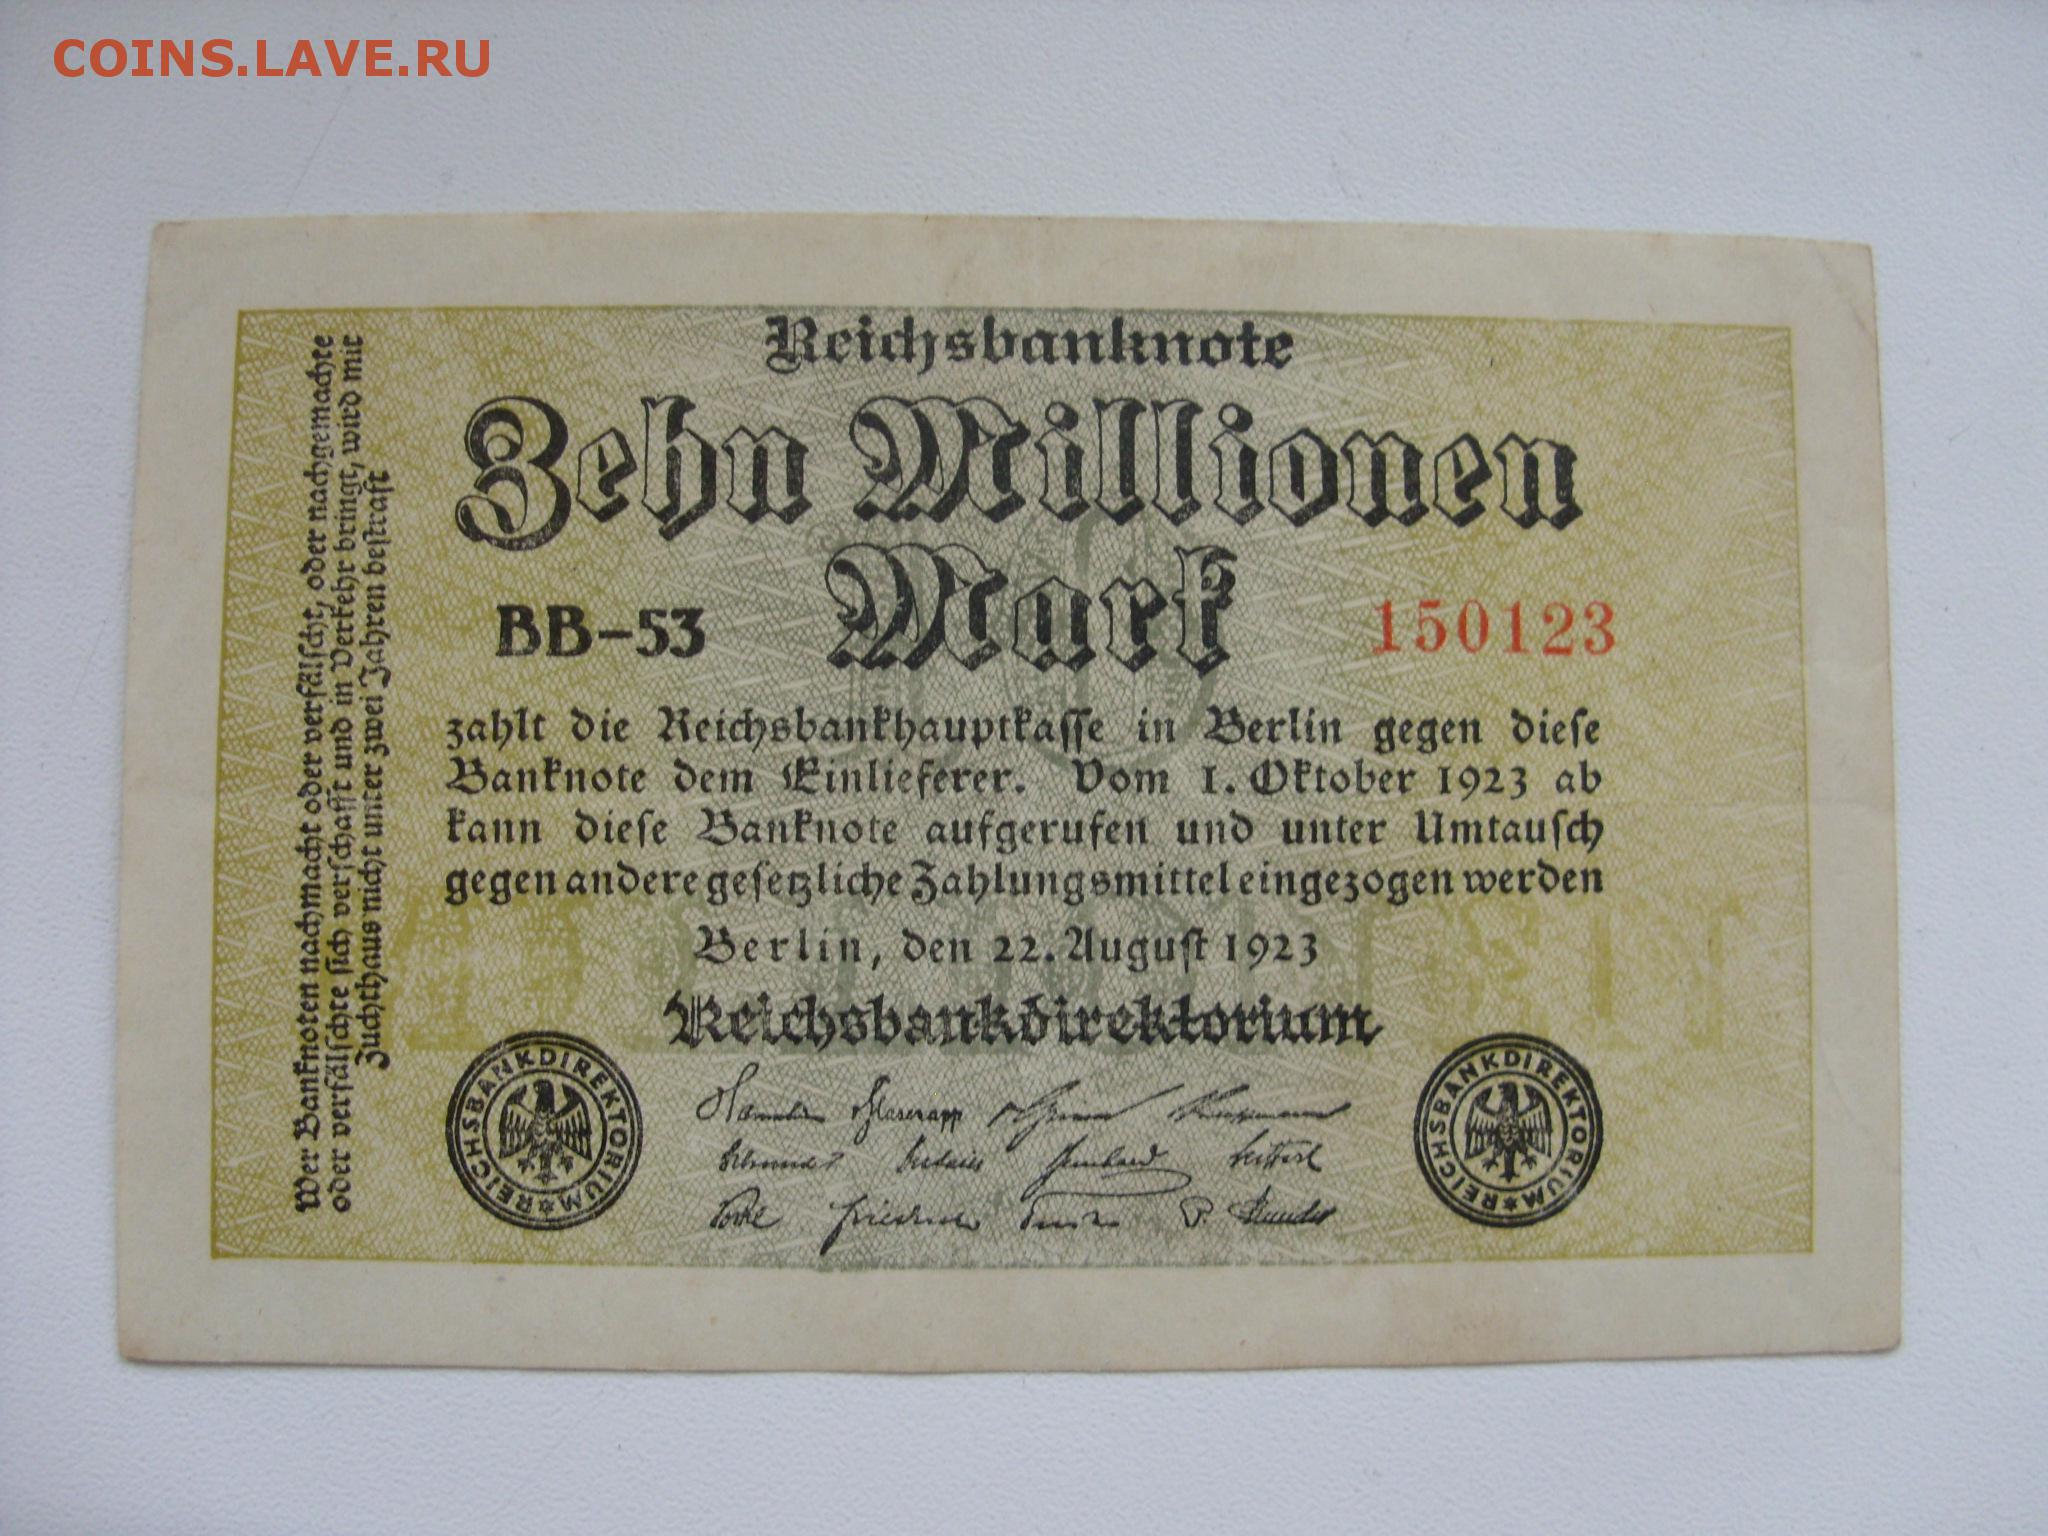 COINS.LAVE.RU
Reichsbanknote
Zehn Millionen
Mark
BB-53
150123
zahlt die Reichsbankhauptkasse in Berlin gegen diese
Banknote dem Einlieferer. Vom 1. Oktober 1923 ab
kann diese Banknote aufgerufen und unter Umtausch
gegen andere gesetzliche Zahlungsmittel eingezogen werden
Berlin, den 22. August 1923
Reichsbankdirektorium
Wer Banknoten nachmacht oder verfälscht, oder nachgemachte
oder verfälschte sich verschafft und in Verkehr bringt, wird mit
Zuchthaus nicht unter zwei Jahren bestraft
REICHSBANKDIREKTORIUM
REICHSBANKDIREKTORIUM